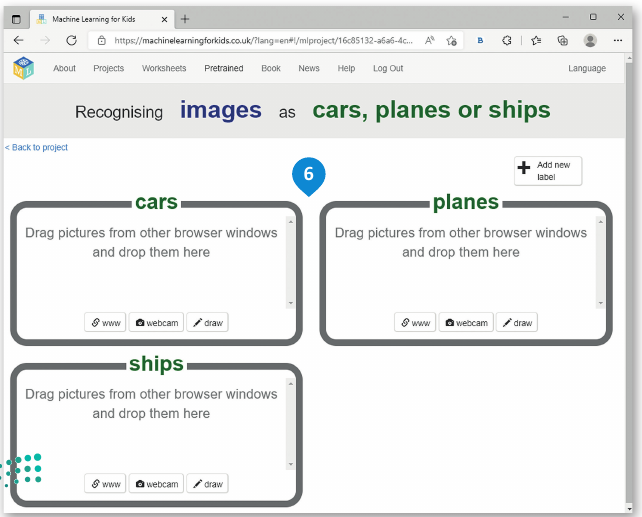 Machine Learning for Kids
https://machinelearningforkids.co.uk/?lang=en#!/mlproject/16c85132-a6a6-4c...
About Projects Worksheets Pretrained Book News Help Log Out Language
Recognising images as cars, planes or ships
< Back to project
Add new
label
6
cars
Drag pictures from other browser windows
and drop them here
www webcam draw
planes
Drag pictures from other browser windows
and drop them here
www webcam draw
ships
Drag pictures from other browser windows
and drop them here
www webcam draw